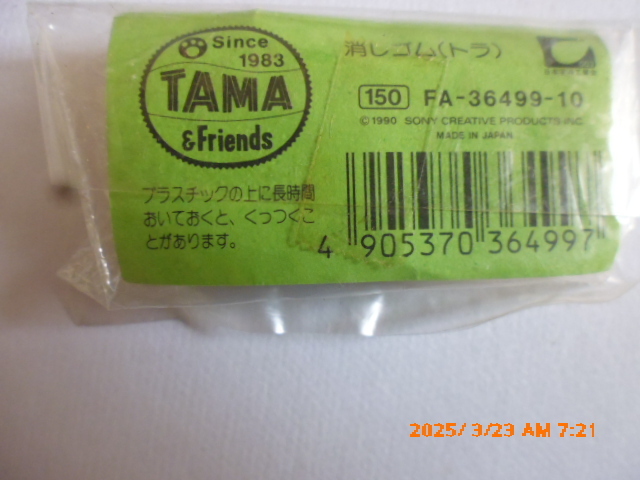 Since
1983
TAMA
&Friends
消しゴム(トラ)
150 FA-36499-10
©1990 SONY CREATIVE PRODUCTS INC.
MADE IN JAPAN.
プラスチックの上に長時間
おいておくと、くっつくこ
とがあります。
4 905370 364997
2025/ 3/23 AM 7:21